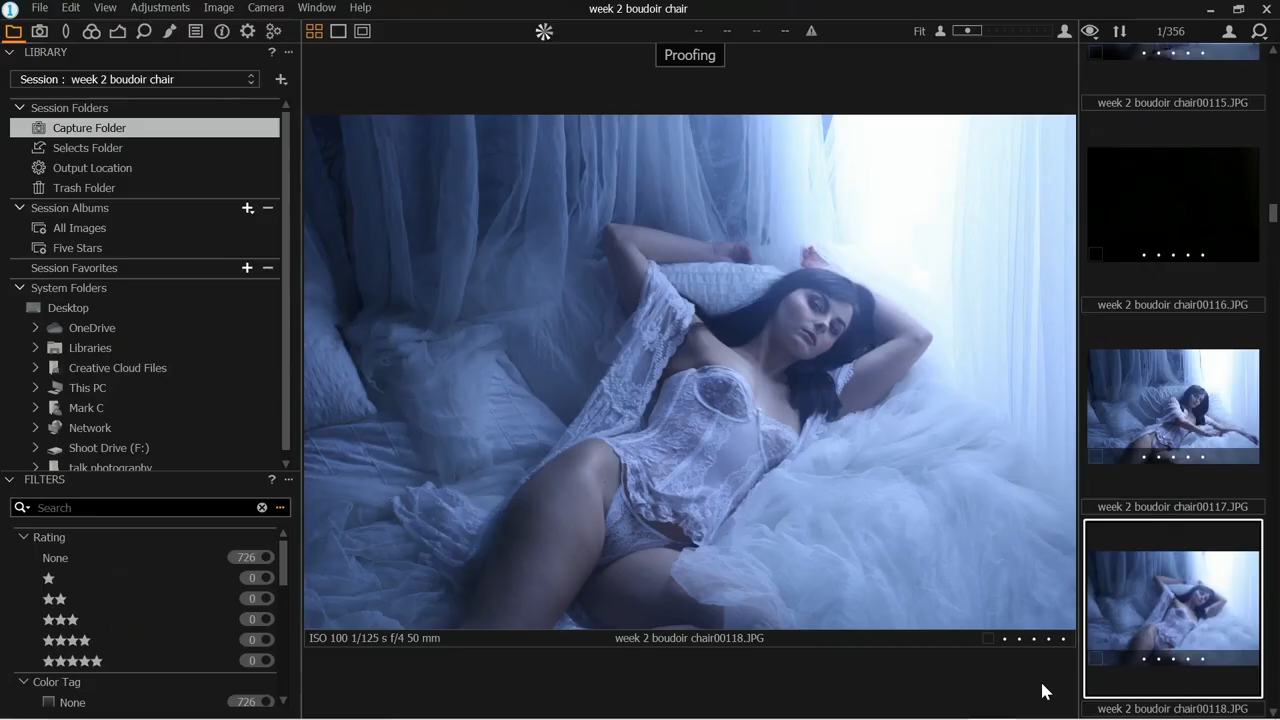 File Edit View Adjustments Image Camera Window Help
week 2 boudoir chair
-- -- -- --
Fit
1/356
LIBRARY
? ...
Proofing
Session : week 2 boudoir chair
Session Folders
Capture Folder
Selects Folder
Output Location
Trash Folder
Session Albums
All Images
Five Stars
Session Favorites
System Folders
Desktop
OneDrive
Libraries
Creative Cloud Files
This PC
Mark C
Network
Shoot Drive (F:)
talk photography
FILTERS
? ...
Search
Rating
None 726
0
0
0
0
0
Color Tag
None 726
ISO 100 1/125 s f/4 50 mm
week 2 boudoir chair00118.JPG
week 2 boudoir chair00115.JPG
week 2 boudoir chair00116.JPG
week 2 boudoir chair00117.JPG
week 2 boudoir chair00118.JPG